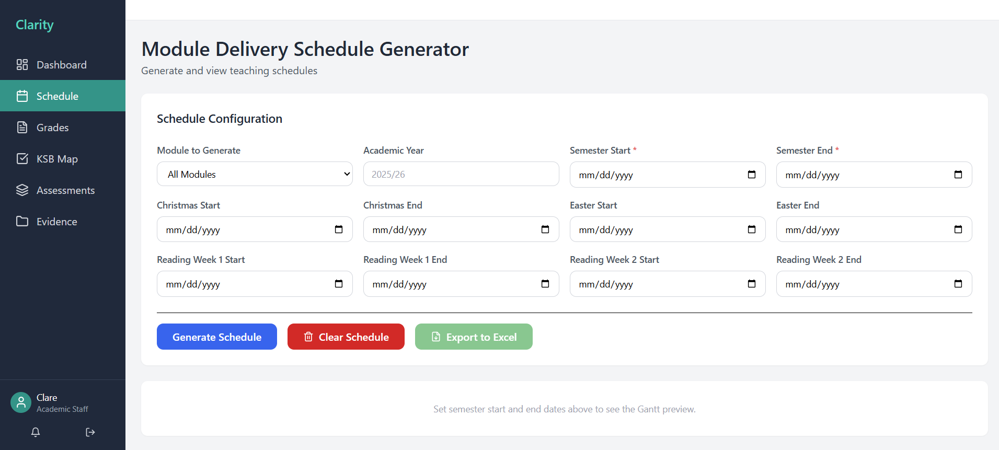 Clarity
Dashboard
Schedule
Grades
KSB Map
Assessments
Evidence
Clare
Academic Staff
Module Delivery Schedule Generator
Generate and view teaching schedules
Schedule Configuration
Module to Generate
All Modules
Academic Year
2025/26
Semester Start *
mm/dd/yyyy
Semester End *
mm/dd/yyyy
Christmas Start
mm/dd/yyyy
Christmas End
mm/dd/yyyy
Easter Start
mm/dd/yyyy
Easter End
mm/dd/yyyy
Reading Week 1 Start
mm/dd/yyyy
Reading Week 1 End
mm/dd/yyyy
Reading Week 2 Start
mm/dd/yyyy
Reading Week 2 End
mm/dd/yyyy
Generate Schedule
Clear Schedule
Export to Excel
Set semester start and end dates above to see the Gantt preview.